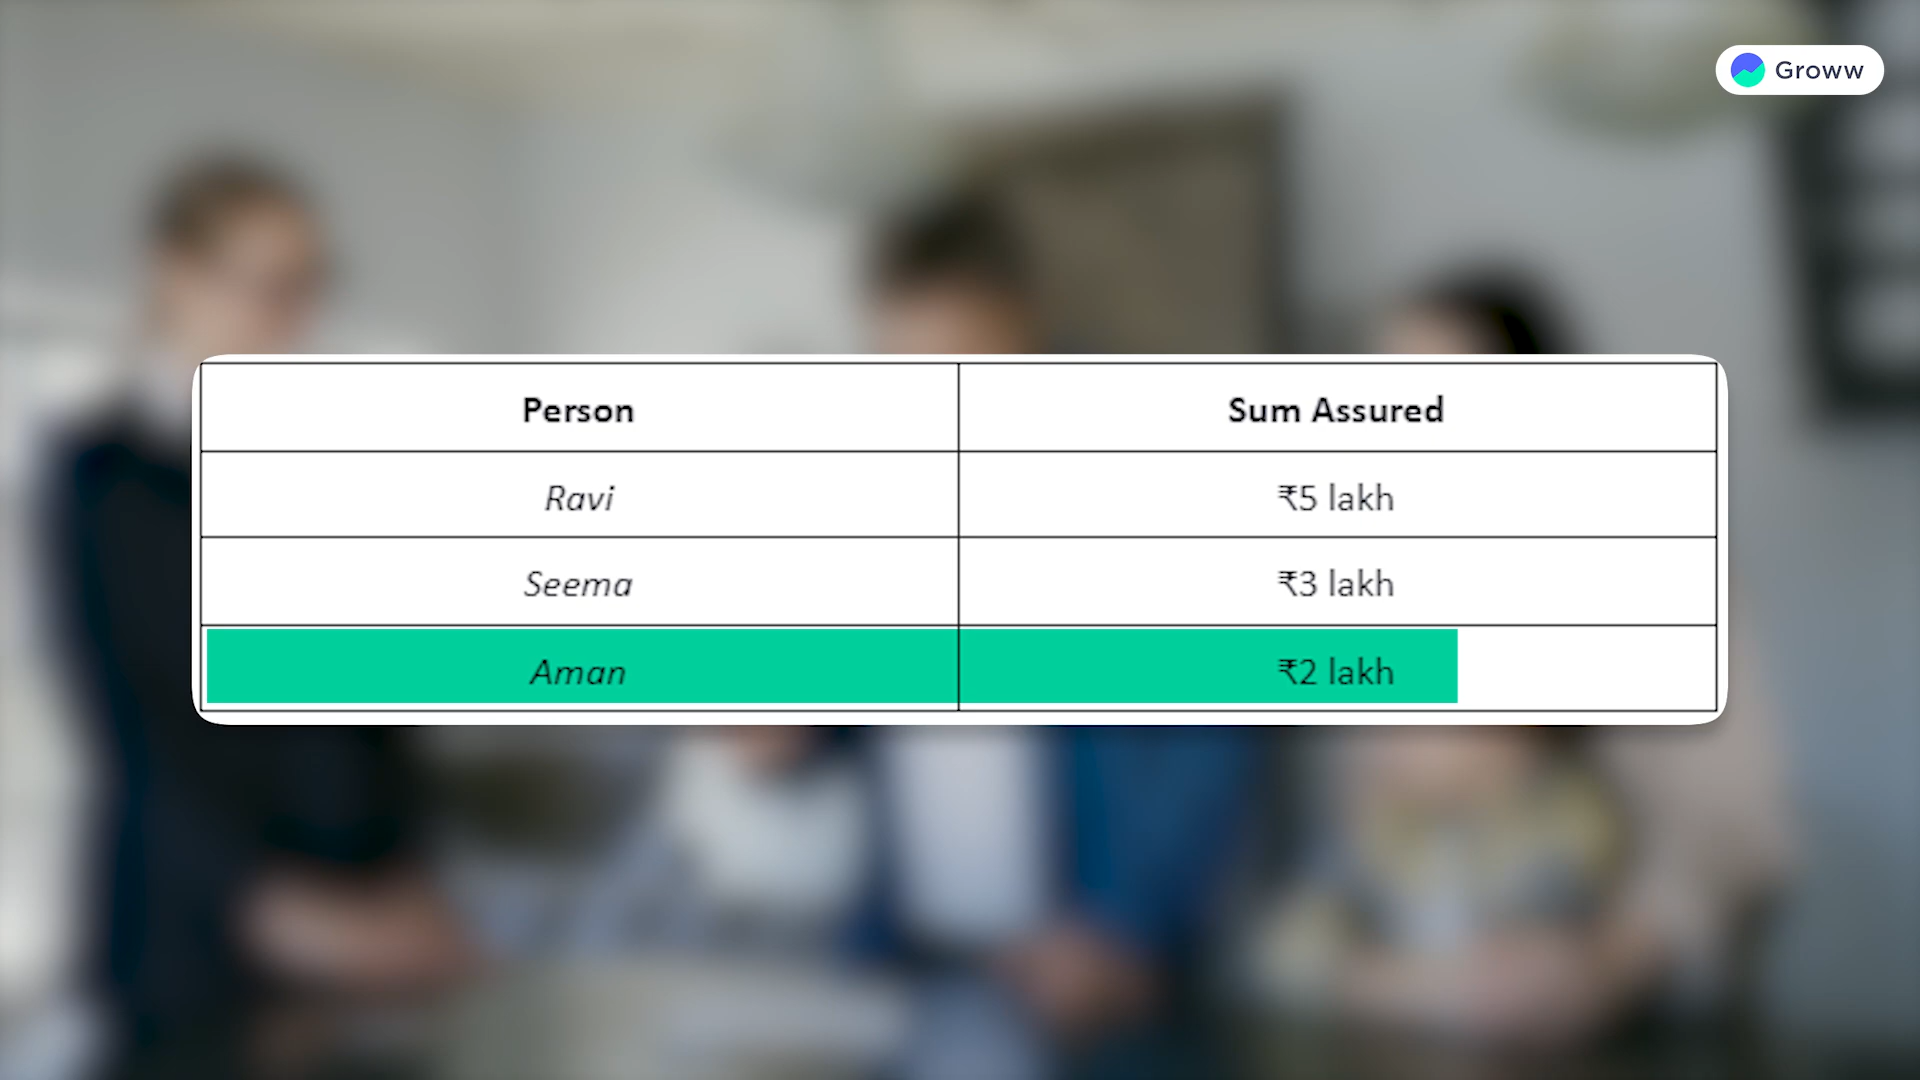 Groww
Person Sum Assured
Ravi ₹5 lakh
Seema ₹3 lakh
Aman ₹2 lakh